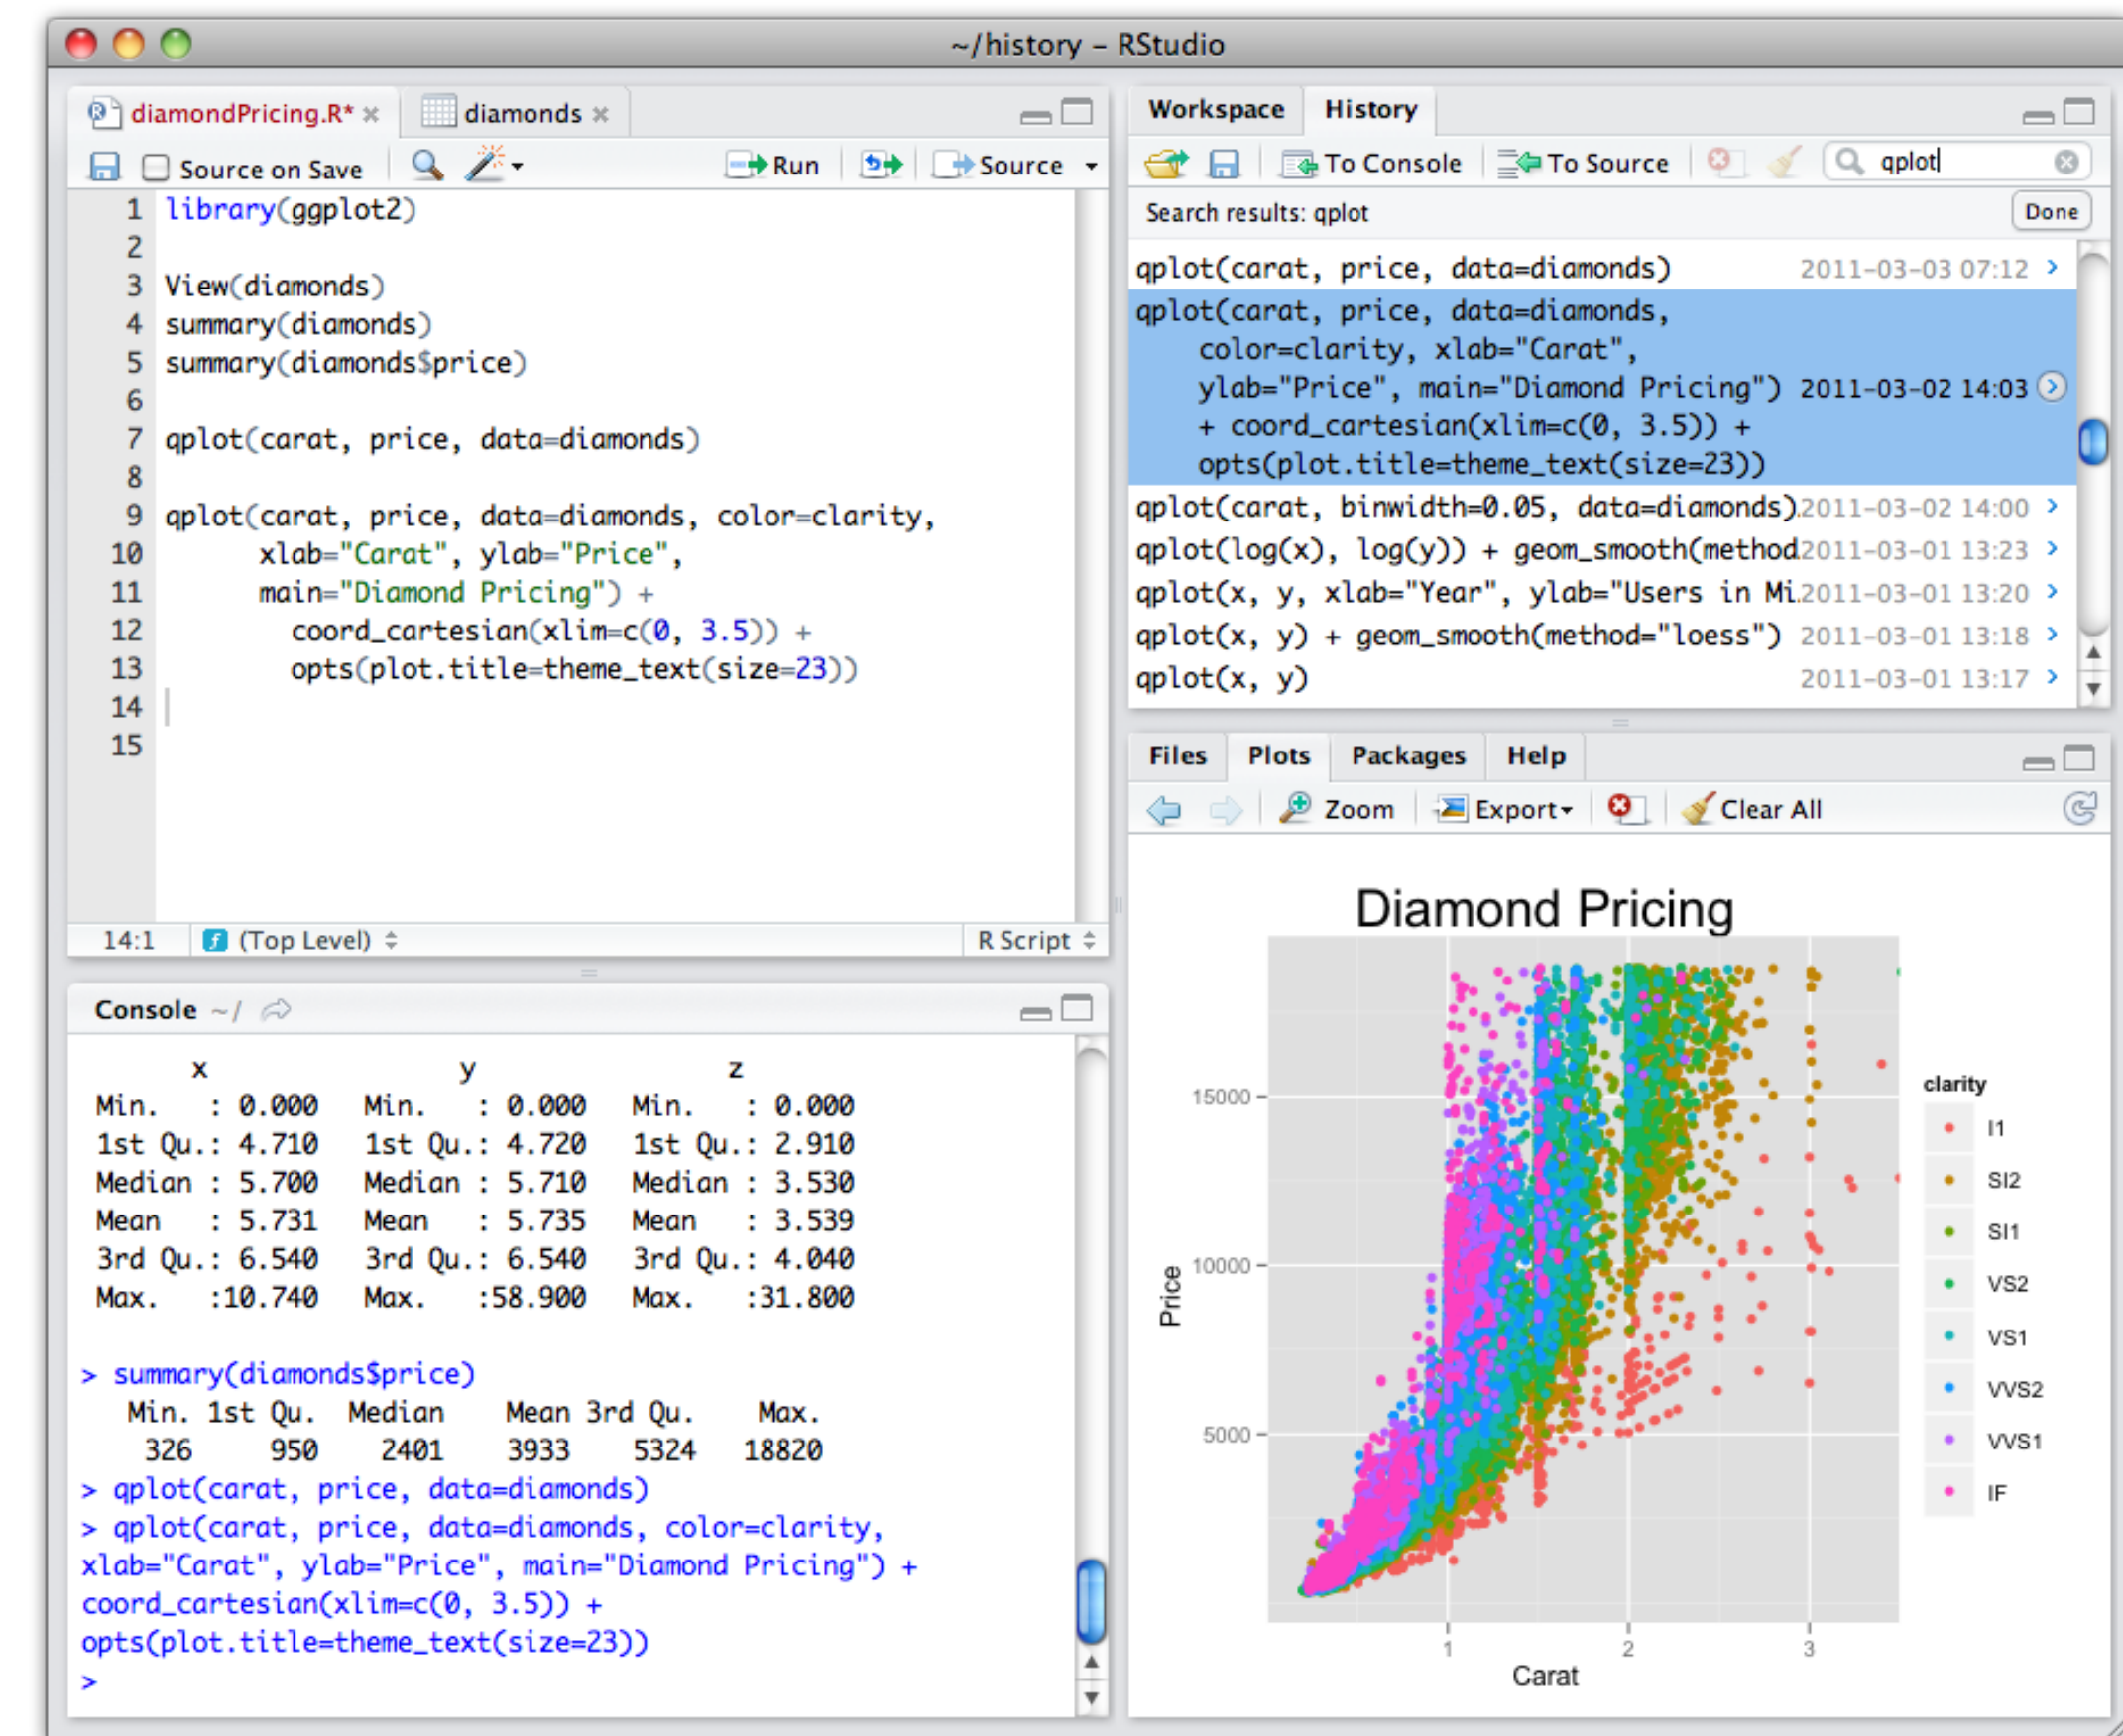 ~/history – RStudio
diamondPricing.R*
diamonds
Source on Save
Run
Source
1 library(ggplot2)
2
3 View(diamonds)
4 summary(diamonds)
5 summary(diamonds$price)
6
7 qplot(carat, price, data=diamonds)
8
9 qplot(carat, price, data=diamonds, color=clarity,
10 xlab="Carat", ylab="Price",
11 main="Diamond Pricing") +
12 coord_cartesian(xlim=c(0, 3.5)) +
13 opts(plot.title=theme_text(size=23))
14
15
14:1 (Top Level) R Script
Console ~/
x y z
Min. : 0.000 Min. : 0.000 Min. : 0.000
1st Qu.: 4.710 1st Qu.: 4.720 1st Qu.: 2.910
Median : 5.700 Median : 5.710 Median : 3.530
Mean : 5.731 Mean : 5.735 Mean : 3.539
3rd Qu.: 6.540 3rd Qu.: 6.540 3rd Qu.: 4.040
Max. :10.740 Max. :58.900 Max. :31.800
> summary(diamonds$price)
Min. 1st Qu. Median Mean 3rd Qu. Max.
326 950 2401 3933 5324 18820
> qplot(carat, price, data=diamonds)
> qplot(carat, price, data=diamonds, color=clarity,
xlab="Carat", ylab="Price", main="Diamond Pricing") +
coord_cartesian(xlim=c(0, 3.5)) +
opts(plot.title=theme_text(size=23))
>
Workspace History
To Console To Source qplot
Search results: qplot Done
qplot(carat, price, data=diamonds) 2011-03-03 07:12
qplot(carat, price, data=diamonds,
color=clarity, xlab="Carat",
ylab="Price", main="Diamond Pricing") 2011-03-02 14:03
+ coord_cartesian(xlim=c(0, 3.5)) +
opts(plot.title=theme_text(size=23))
qplot(carat, binwidth=0.05, data=diamonds). 2011-03-02 14:00
qplot(log(x), log(y)) + geom_smooth(method 2011-03-01 13:23
qplot(x, y, xlab="Year", ylab="Users in Mi. 2011-03-01 13:20
qplot(x, y) + geom_smooth(method="loess") 2011-03-01 13:18
qplot(x, y) 2011-03-01 13:17
Files Plots Packages Help
Zoom Export Clear All
Diamond Pricing
15000
10000
5000
Price
1 2 3
Carat
clarity
I1
SI2
SI1
VS2
VS1
VVS2
VVS1
IF